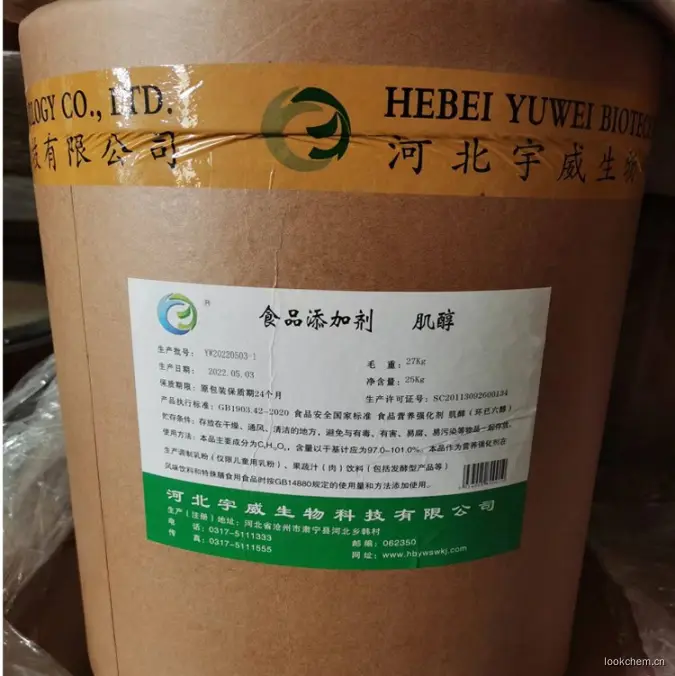 OLOGY CO., LTD.
HEBEI YUWEI BIOTEC
技有限公司
河北宇威生物
食品添加剂 肌醇
生产批号: YW20220503-1
毛 重: 27Kg
生产日期: 2022.05.03
净含量: 25Kg
保质期限: 原包装保质期24个月
生产许可证号: SC20113092600134
产品执行标准: GB1903.42-2020 食品安全国家标准 食品营养强化剂 肌醇（环己六醇）
贮存条件: 存放在干燥、通风、清洁的地方，避免与有毒、有害、易腐、易污染等物品一起存放。
使用方法: 本品主要成分为C₆H₁₂O₆，含量以干基计应为97.0-101.0%. 本品作为营养强化剂在
生产调制乳粉（仅限儿童用乳粉）、果蔬汁（肉）饮料（包括发酵型产品等）
风味饮料和特殊膳食用食品时按GB14880规定的使用量和方法添加使用。
河北宇威生物科技有限公司
生产（注册）地址: 河北省沧州市肃宁县河北乡韩村
电 话: 0317-5111333
邮编: 062350
传 真: 0317-5111555
网址: www.hbywswkj.com
lookchem.cn